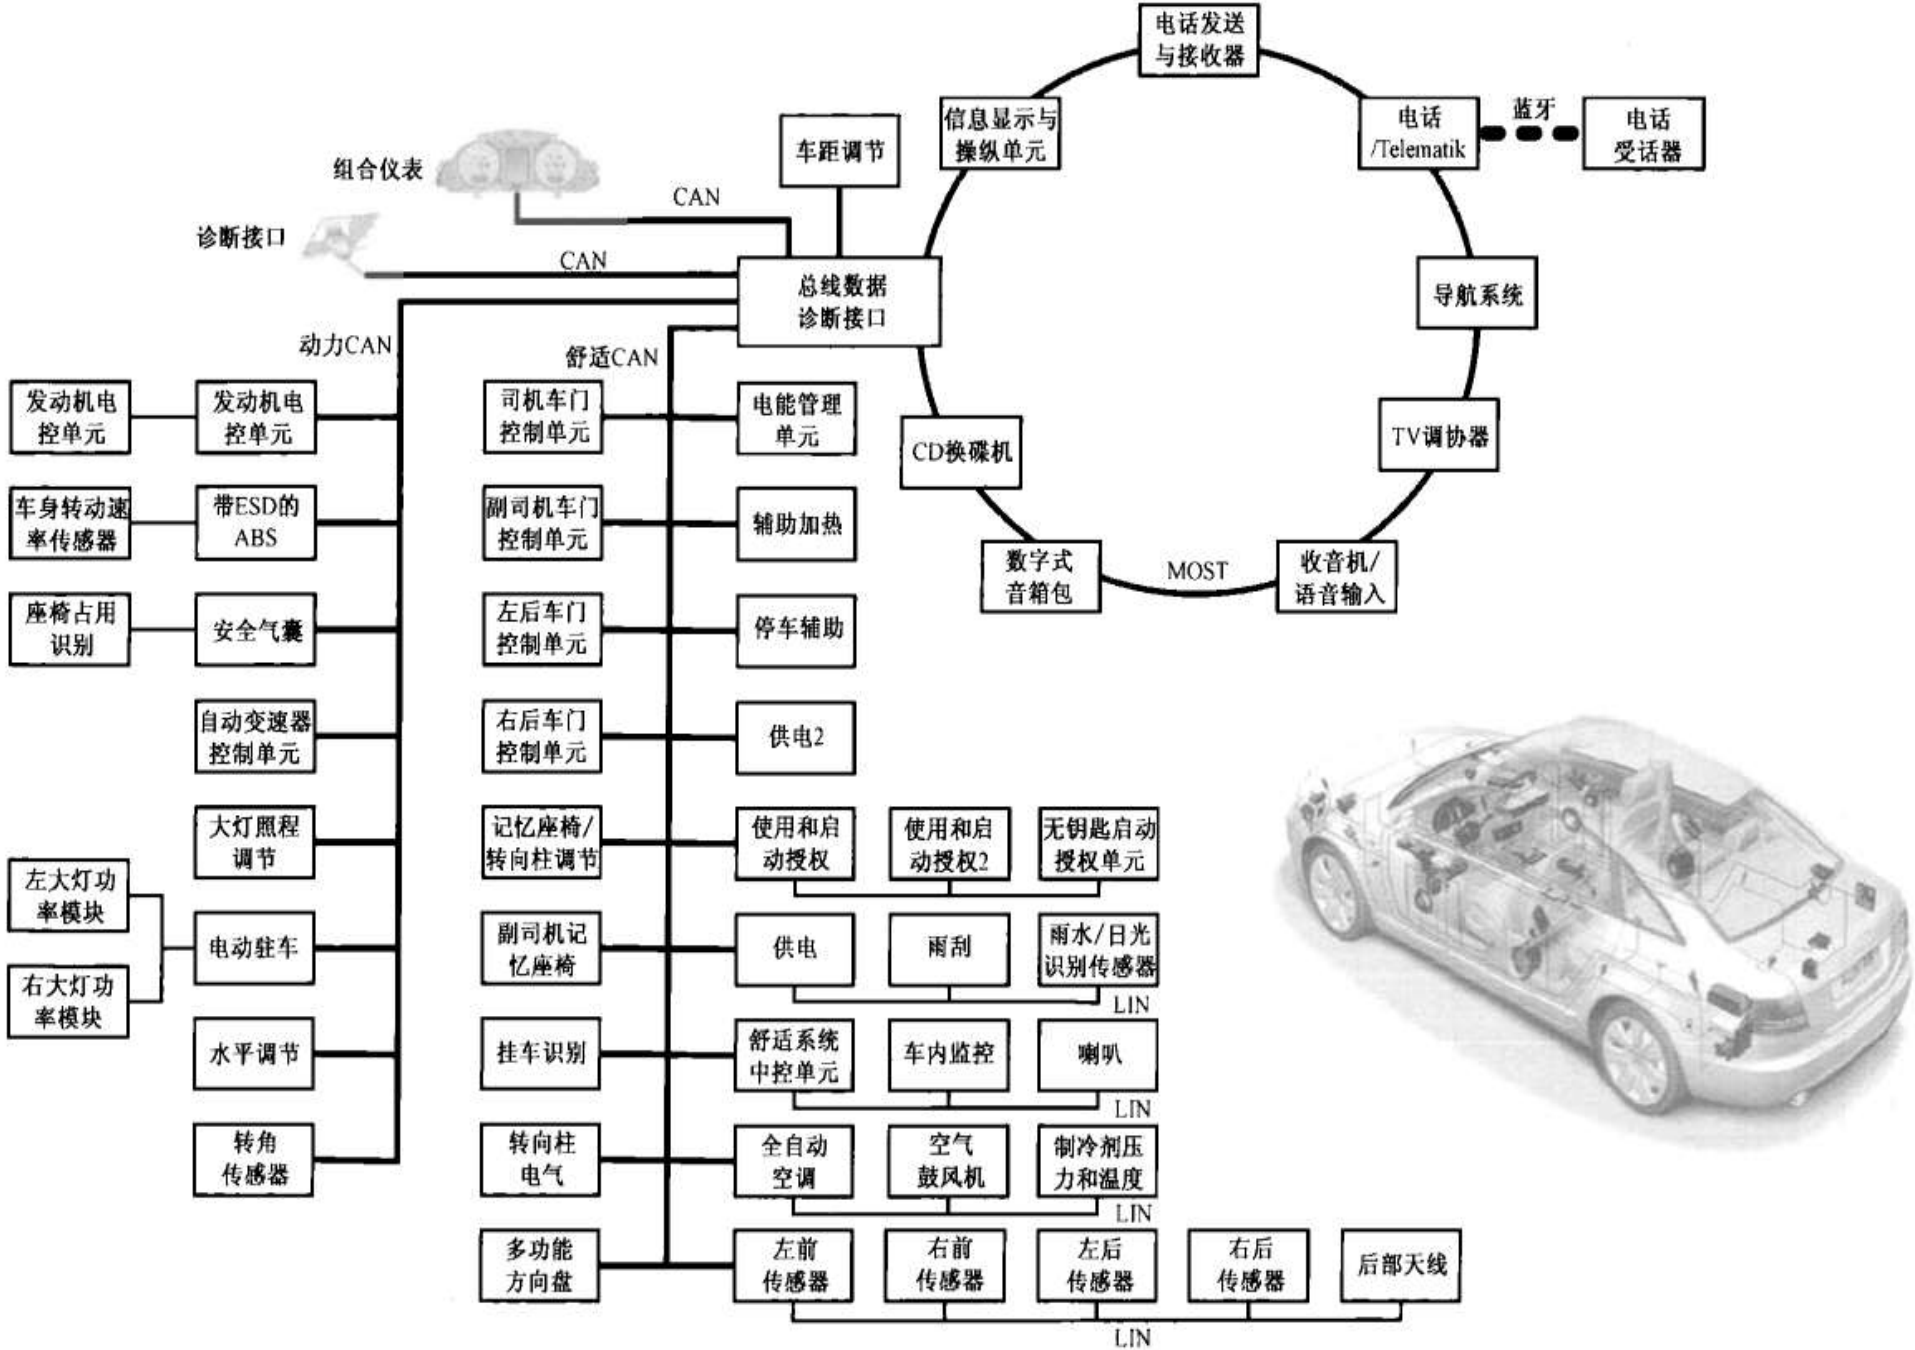 电话发送
与接收器
信息显示与
操纵单元
电话
/Telematik
蓝牙
电话
受话器
车距调节
组合仪表
CAN
诊断接口
CAN
总线数据
诊断接口
导航系统
动力CAN
舒适CAN
TV调协器
CD换碟机
数字式
音箱包
MOST
收音机/
语音输入
发动机电
控单元
发动机电
控单元
司机车门
控制单元
电能管理
单元
车身转动速
率传感器
带ESD的
ABS
副司机车门
控制单元
辅助加热
座椅占用
识别
安全气囊
左后车门
控制单元
停车辅助
自动变速器
控制单元
右后车门
控制单元
供电2
大灯照程
调节
记忆座椅/
转向柱调节
使用和启
动授权
使用和启
动授权2
无钥匙启动
授权单元
左大灯功
率模块
电动驻车
右大灯功
率模块
副司机记
忆座椅
供电
雨刮
雨水/日光
识别传感器
LIN
水平调节
挂车识别
舒适系统
中控单元
车内监控
喇叭
LIN
转角
传感器
转向柱
电气
全自动
空调
空气
鼓风机
制冷剂压
力和温度
LIN
多功能
方向盘
左前
传感器
右前
传感器
左后
传感器
右后
传感器
后部天线
LIN